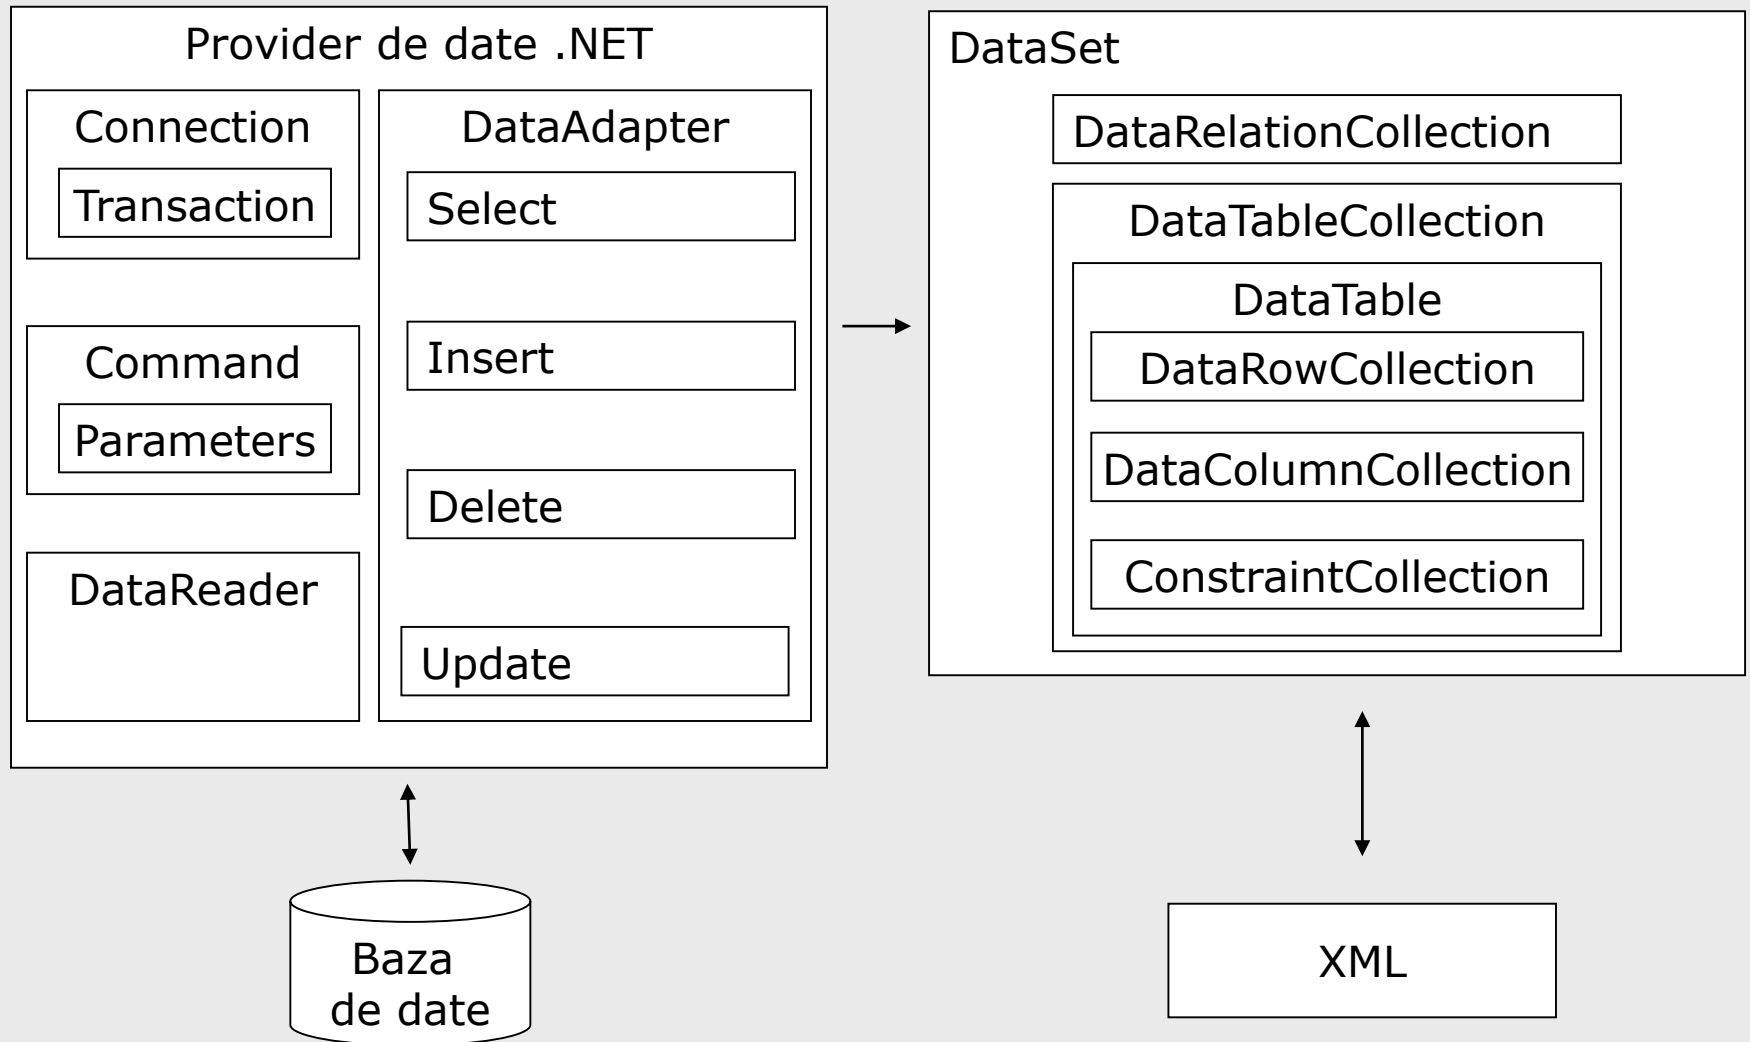 Provider de date .NET
Connection
Transaction
Command
Parameters
DataReader
DataAdapter
Select
Insert
Delete
Update
DataSet
DataRelationCollection
DataTableCollection
DataTable
DataRowCollection
DataColumnCollection
ConstraintCollection
Baza
de date
XML